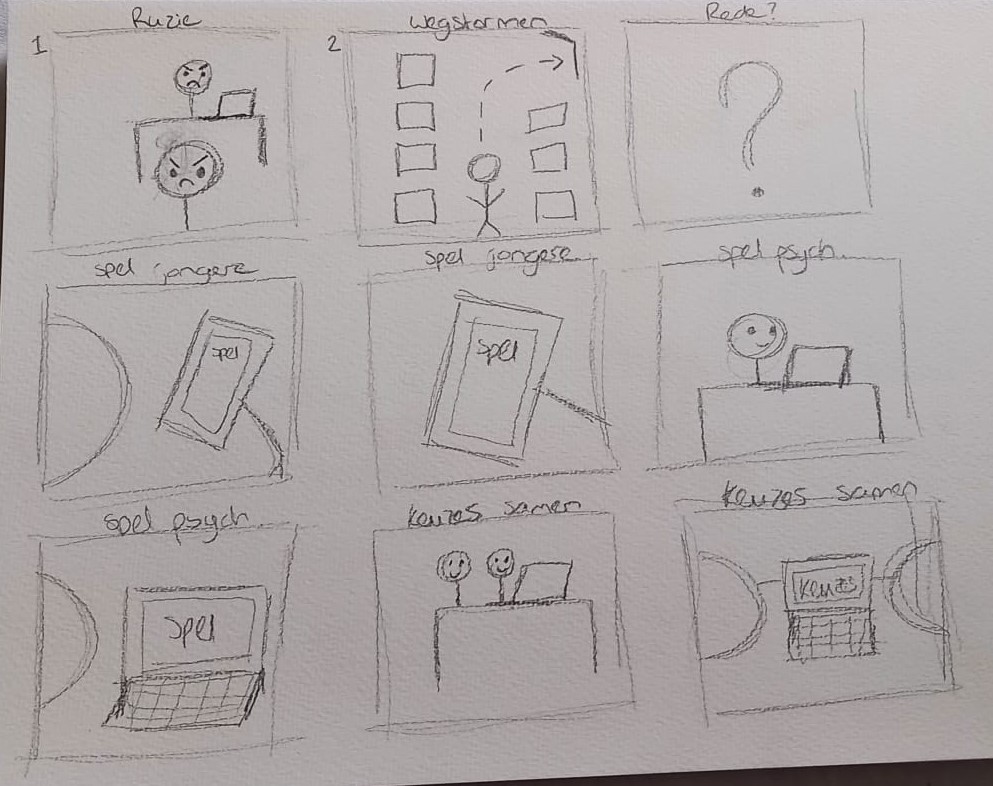 Ruzie
1
wegstormen
2
Rede?
spel jongere
spel
spel jongere
spel
spel psych.
spel psych.
spel
keuzes samen
keuzes samen
keuzes